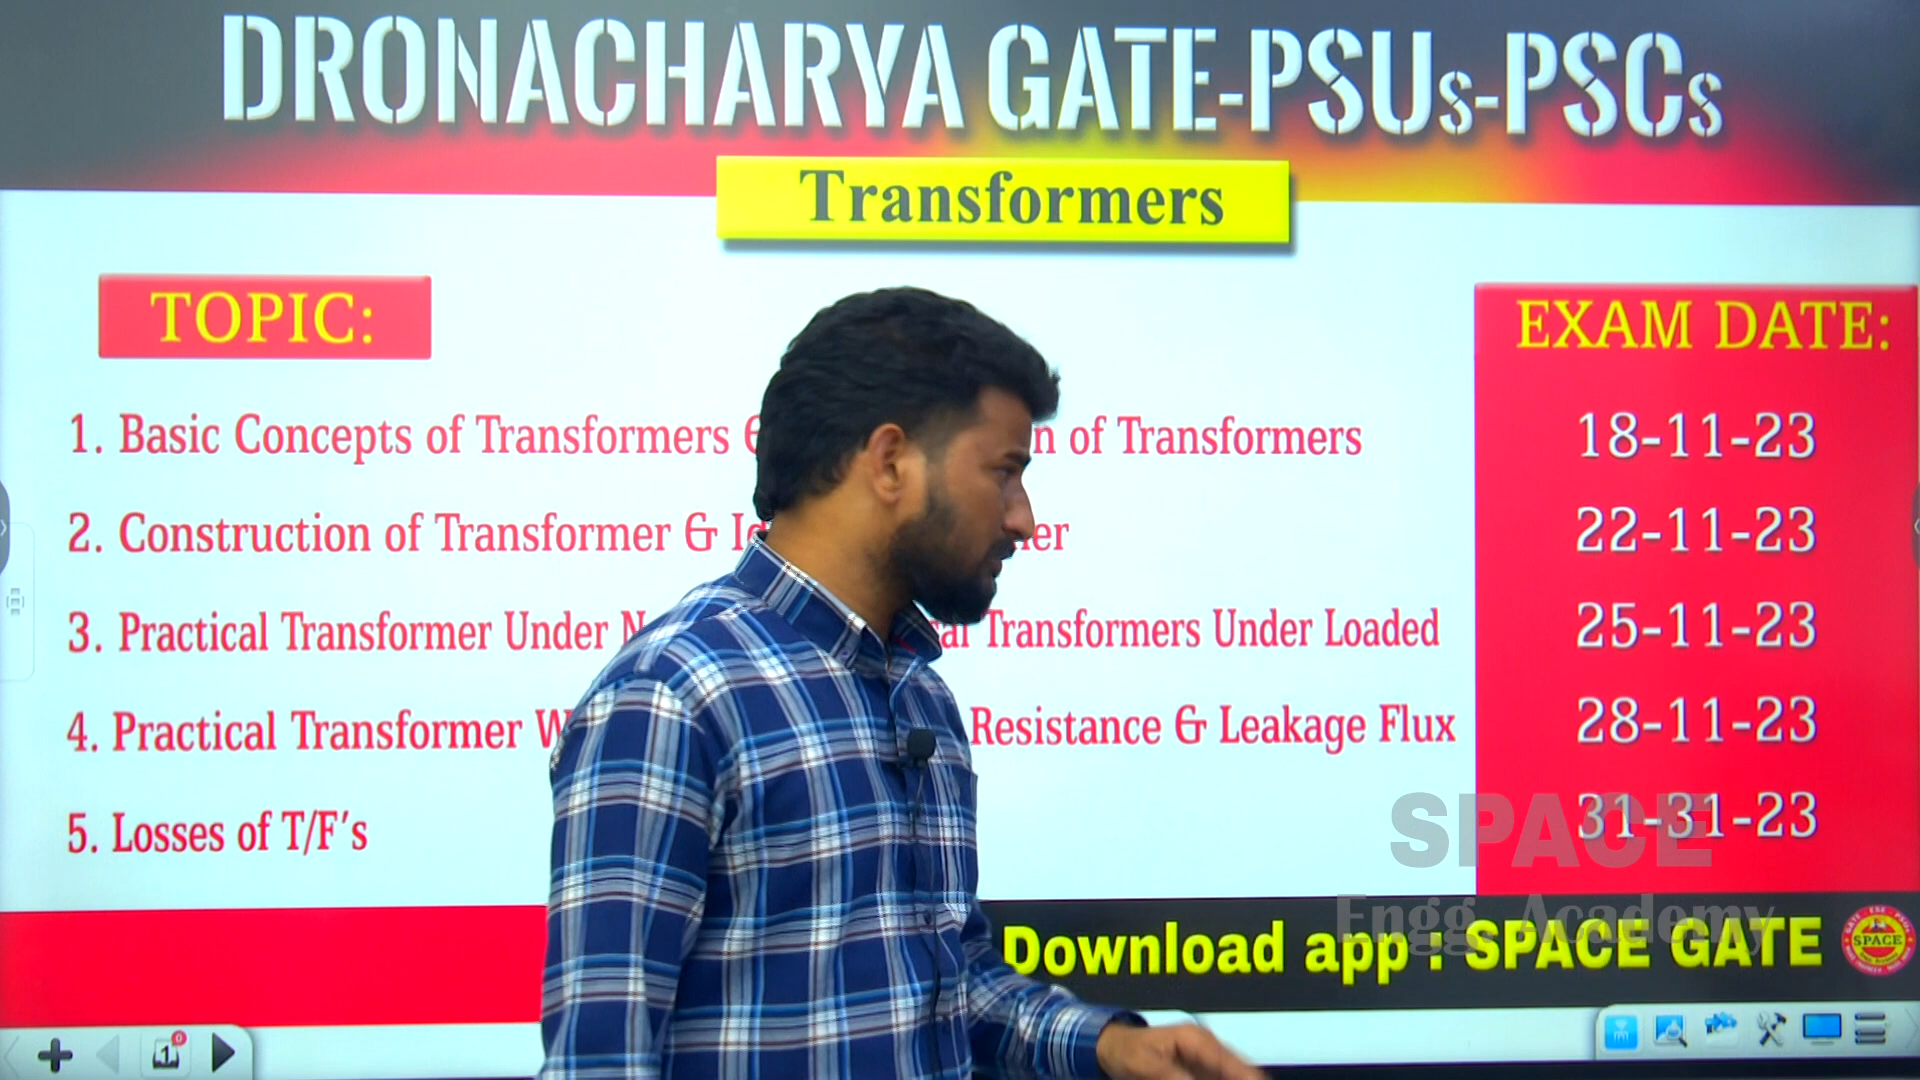 DRONACHARYA GATE-PSUs-PSCs
Transformers
TOPIC:
EXAM DATE:
1. Basic Concepts of Transformers of Transformers
18-11-23
2. Construction of Transformer &
22-11-23
3. Practical Transformer Under Transformers Under Loaded
25-11-23
4. Practical Transformer Resistance & Leakage Flux
28-11-23
5. Losses of T/F's
31-31-23
SPACE
Engg. Academy
Download app : SPACE GATE
SPACE
1
0